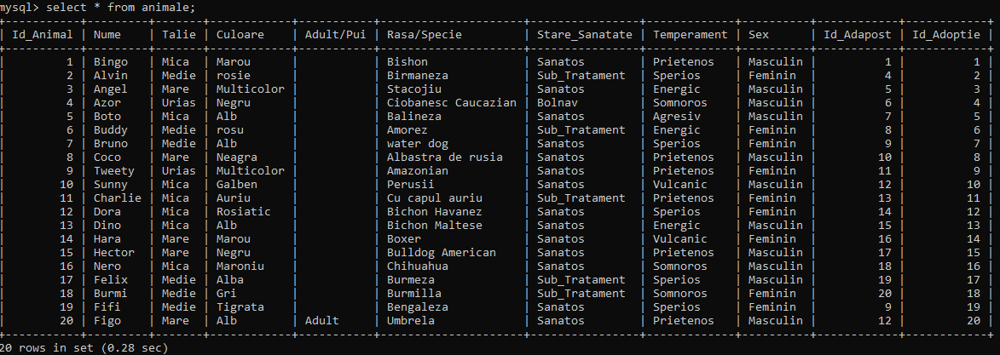 mysql> select * from animale;
| Id_Animal | Nume | Talie | Culoare | Adult/Pui | Rasa/Specie | Stare_Sanatate | Temperament | Sex | Id_Adapost | Id_Adoptie |
| 1 | Bingo | Mica | Marou | | Bishon | Sanatos | Prietenos | Masculin | 1 | 1 |
| 2 | Alvin | Medie | rosie | | Birmaneza | Sub_Tratament | Sperios | Feminin | 4 | 2 |
| 3 | Angel | Mare | Multicolor | | Stacojiu | Sanatos | Energic | Masculin | 5 | 3 |
| 4 | Azor | Urias | Negru | | Ciobanesc Caucazian | Bolnav | Somnoros | Masculin | 6 | 4 |
| 5 | Boto | Mica | Alb | | Balineza | Sanatos | Agresiv | Masculin | 7 | 5 |
| 6 | Buddy | Medie | rosu | | Amorez | Sub_Tratament | Energic | Feminin | 8 | 6 |
| 7 | Bruno | Medie | Alb | | water dog | Sanatos | Sperios | Feminin | 9 | 7 |
| 8 | Coco | Mare | Neagra | | Albastra de rusia | Sanatos | Prietenos | Masculin | 10 | 8 |
| 9 | Tweety | Urias | Multicolor | | Amazonian | Sanatos | Prietenos | Feminin | 11 | 9 |
| 10 | Sunny | Mica | Galben | | Perusii | Sanatos | Vulcanic | Masculin | 12 | 10 |
| 11 | Charlie | Mica | Auriu | | Cu capul auriu | Sub_Tratament | Prietenos | Feminin | 13 | 11 |
| 12 | Dora | Mica | Rosiatic | | Bichon Havanez | Sanatos | Sperios | Feminin | 14 | 12 |
| 13 | Dino | Mica | Alb | | Bichon Maltese | Sanatos | Energic | Masculin | 15 | 13 |
| 14 | Hara | Mare | Marou | | Boxer | Sanatos | Vulcanic | Feminin | 16 | 14 |
| 15 | Hector | Mare | Negru | | Bulldog American | Sanatos | Prietenos | Masculin | 17 | 15 |
| 16 | Nero | Mica | Maroniu | | Chihuahua | Sanatos | Somnoros | Masculin | 18 | 16 |
| 17 | Felix | Medie | Alba | | Burmeza | Sub_Tratament | Sperios | Masculin | 19 | 17 |
| 18 | Burmi | Medie | Gri | | Burmilla | Sub_Tratament | Somnoros | Feminin | 20 | 18 |
| 19 | Fifi | Medie | Tigrata | | Bengaleza | Sanatos | Sperios | Feminin | 9 | 19 |
| 20 | Figo | Mare | Alb | Adult | Umbrela | Sanatos | Prietenos | Masculin | 12 | 20 |
20 rows in set (0.28 sec)